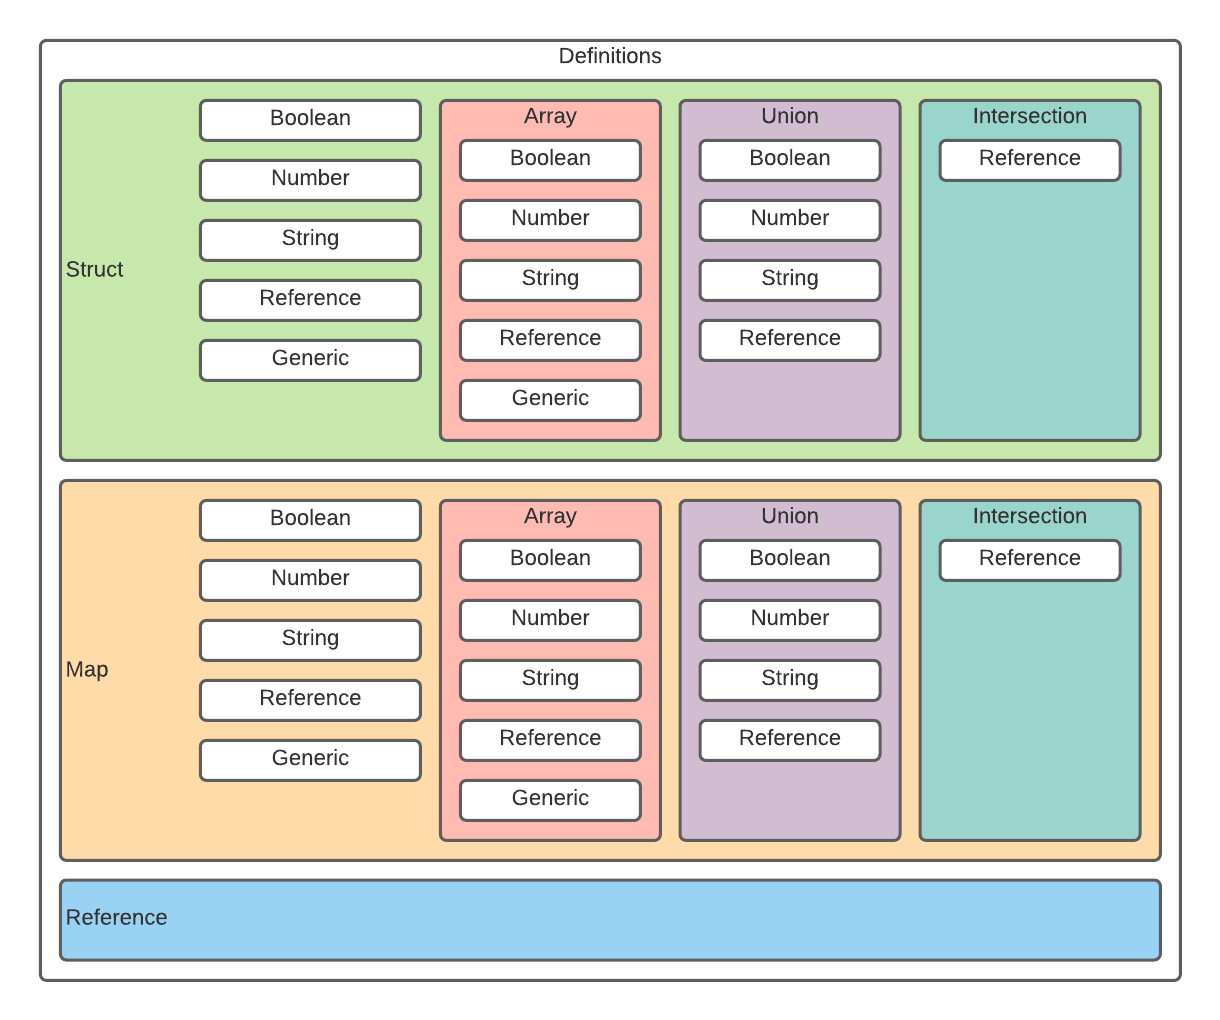 Definitions
Struct
Boolean
Number
String
Reference
Generic
Array
Boolean
Number
String
Reference
Generic
Union
Boolean
Number
String
Reference
Intersection
Reference
Map
Boolean
Number
String
Reference
Generic
Array
Boolean
Number
String
Reference
Generic
Union
Boolean
Number
String
Reference
Intersection
Reference
Reference